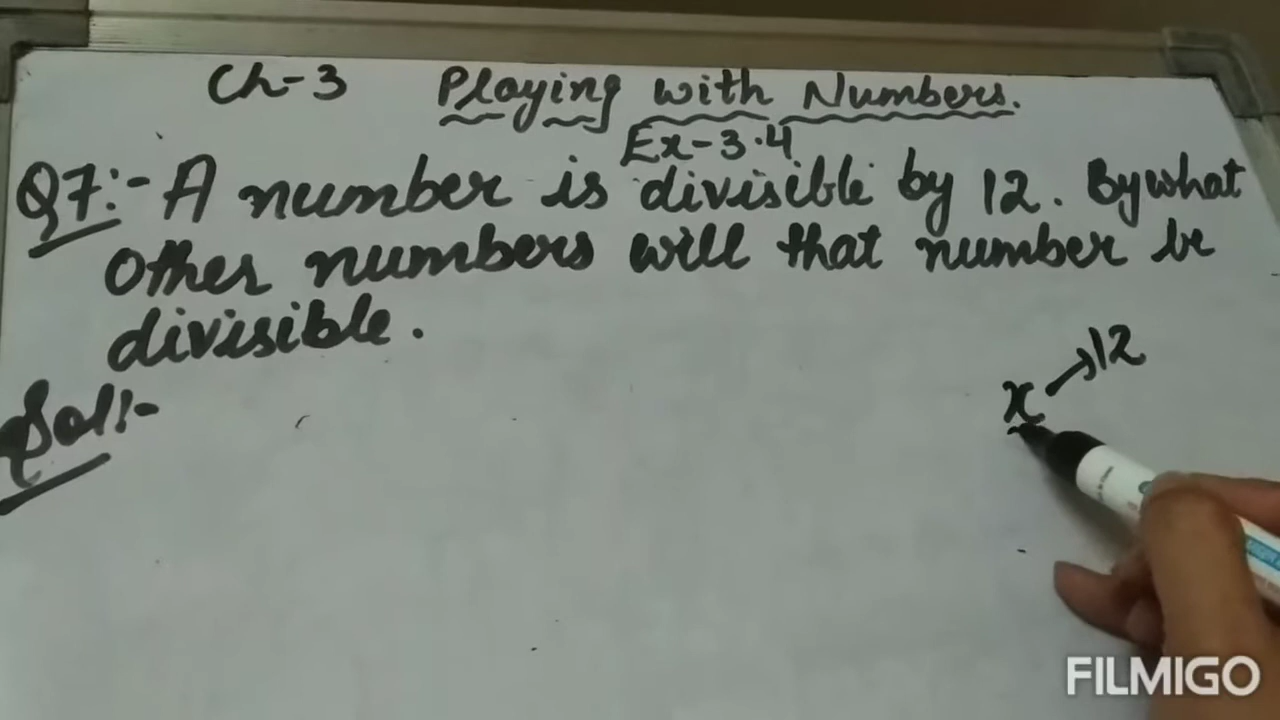 Ch-3 Playing with Numbers.
Ex-3.4
Q7:- A number is divisible by 12. By what
other numbers will that number be
divisible.
Sol:-
x → 12
FILMIGO